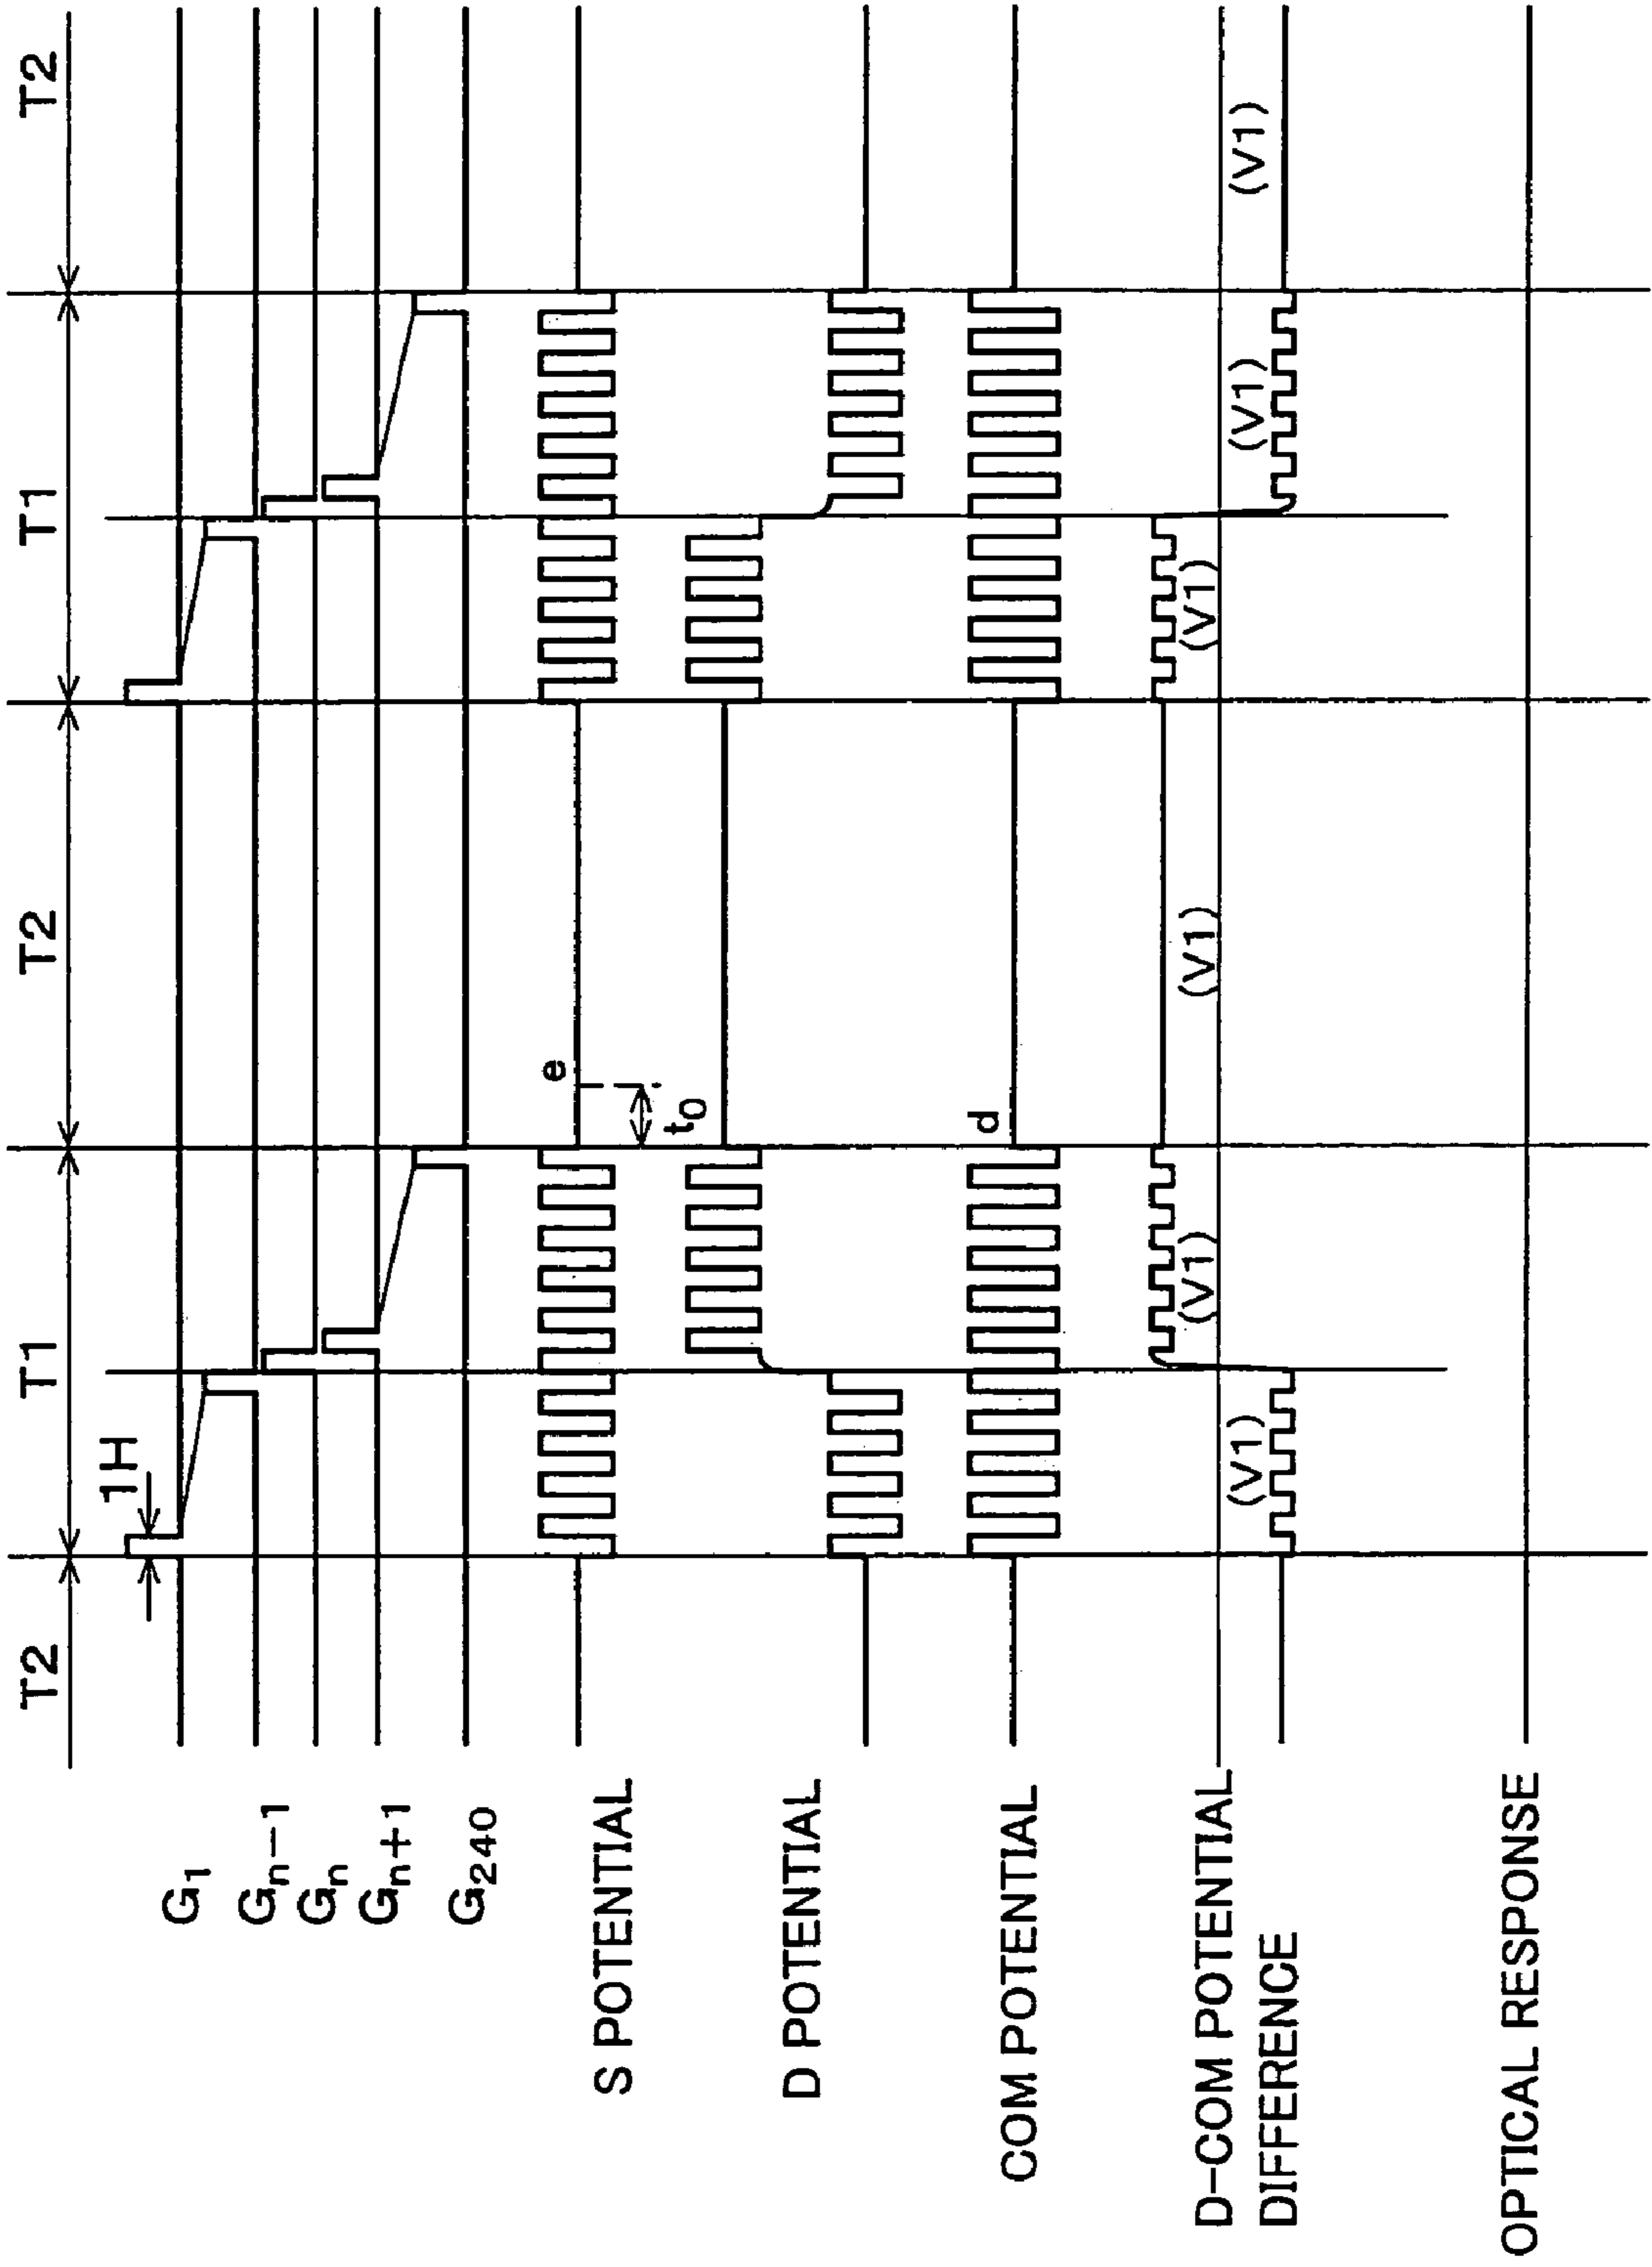 T2
T1
T2
T1
T2
1H
G1
Gn-1
Gn
Gn+1
G240
S POTENTIAL
e
t0
D POTENTIAL
COM POTENTIAL
d
D-COM POTENTIAL
DIFFERENCE
(V1)
(V1)
(V1)
(V1)
(V1)
(V1)
OPTICAL RESPONSE